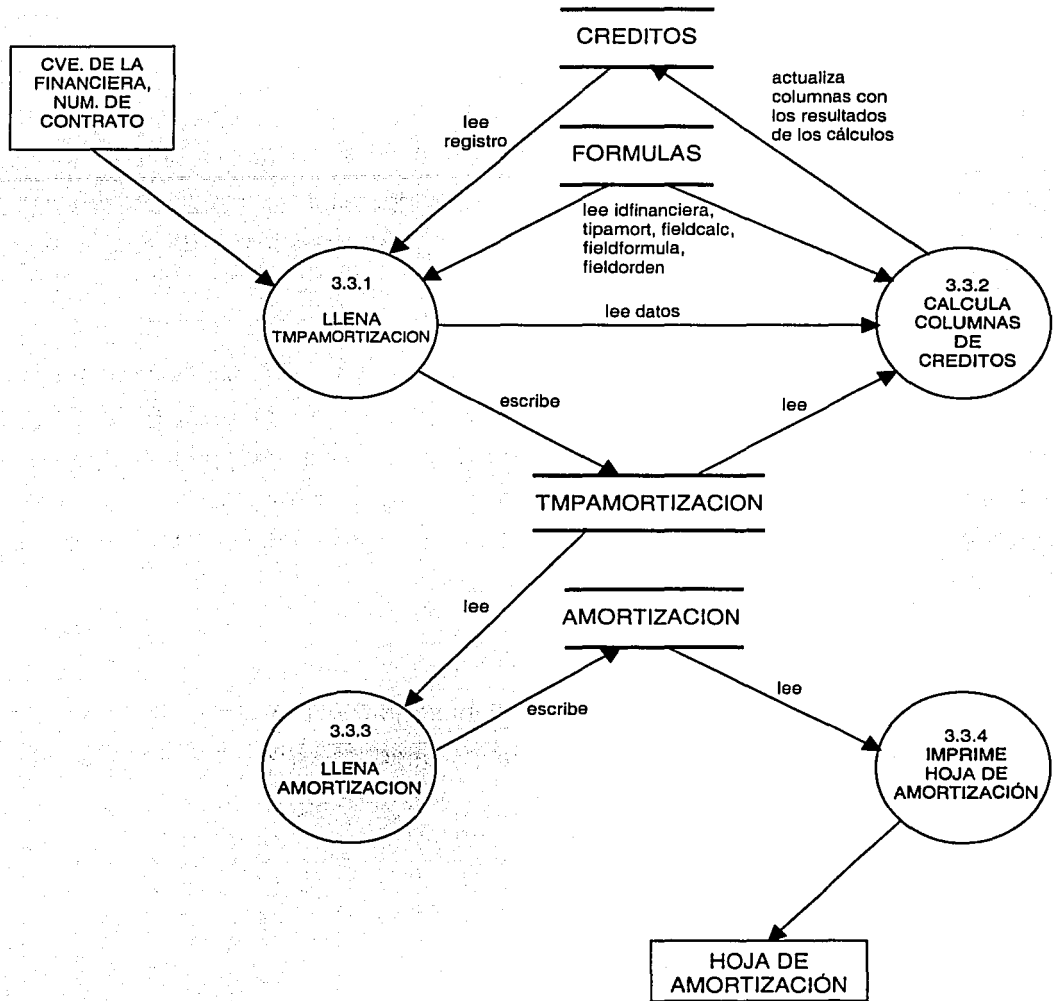 CREDITOS
CVE. DE LA
FINANCIERA,
NUM. DE
CONTRATO
actualiza
columnas con
los resultados
de los cálculos
lee
registro
FORMULAS
lee idfinanciera,
tipamort, fieldcalc,
fieldformula,
fieldorden
3.3.1
LLENA
TMPAMORTIZACION
lee datos
3.3.2
CALCULA
COLUMNAS
DE
CREDITOS
escribe
lee
TMPAMORTIZACION
lee
AMORTIZACION
escribe
lee
3.3.3
LLENA
AMORTIZACION
3.3.4
IMPRIME
HOJA DE
AMORTIZACIÓN
HOJA DE
AMORTIZACIÓN